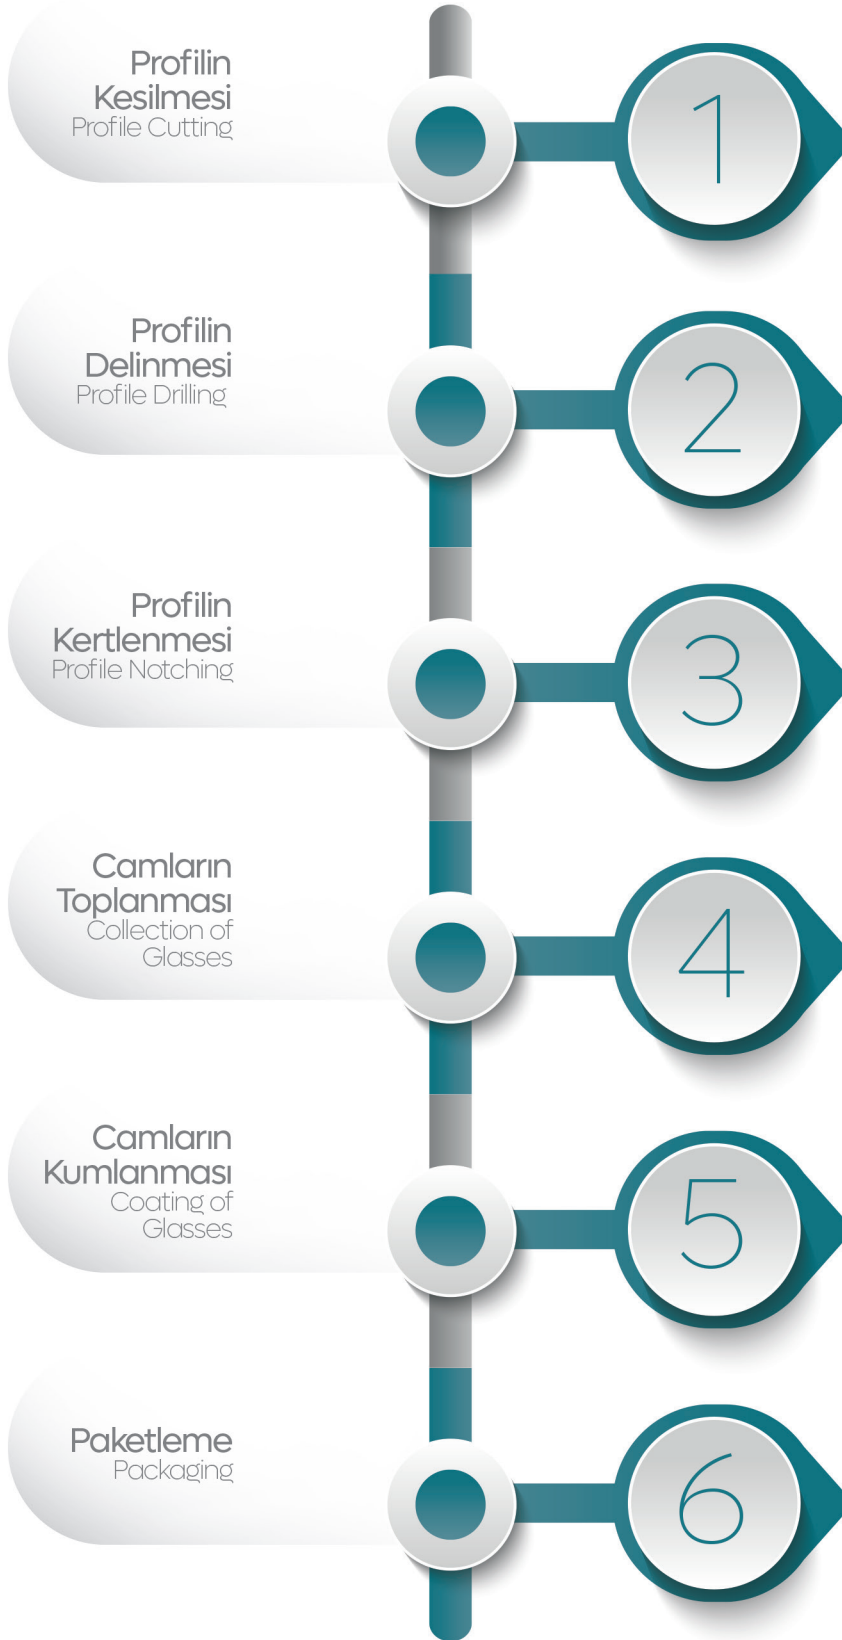 Profilin
Kesilmesi
Profile Cutting
1
Profilin
Delinmesi
Profile Drilling
2
Profilin
Kertlenmesi
Profile Notching
3
Camların
Toplanması
Collection of
Glasses
4
Camların
Kumlanması
Coating of
Glasses
5
Paketleme
Packaging
6